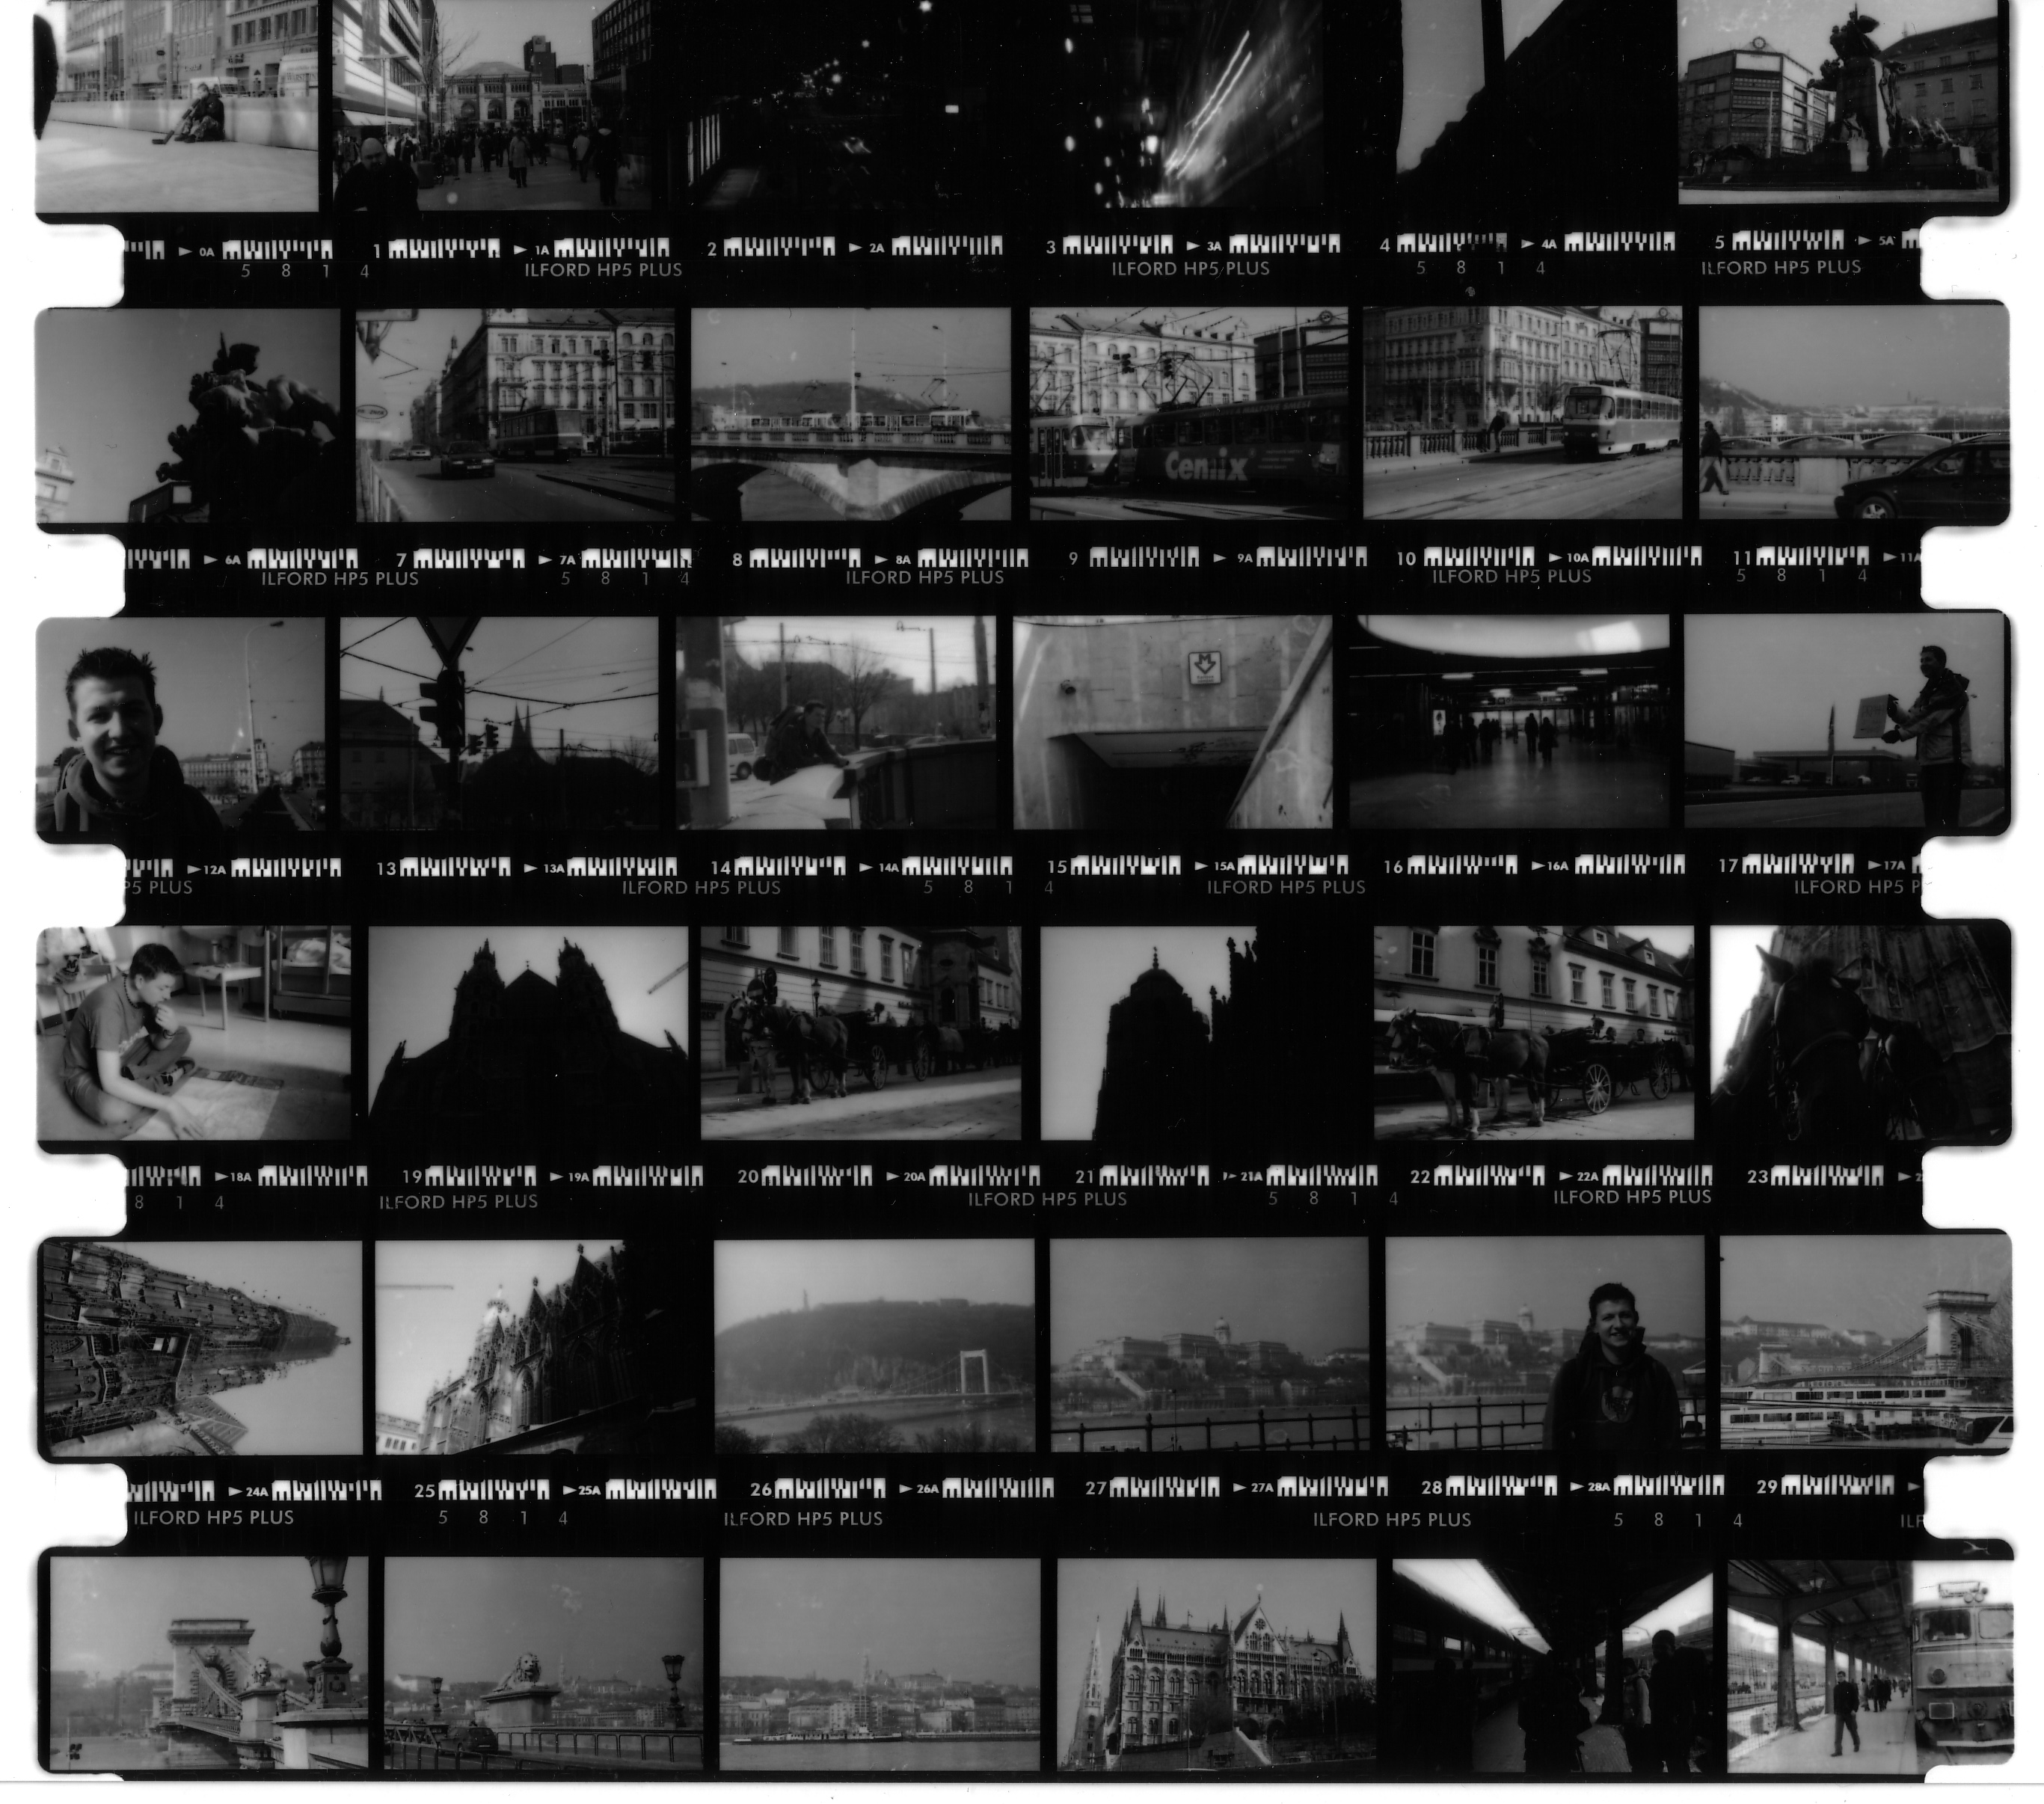 0A 1 1A 2 2A 3 3A 4 4A 5 5A
5 8 1 4 ILFORD HP5 PLUS ILFORD HP5 PLUS 5 8 1 4 ILFORD HP5 PLUS
Cemix
6A 7 7A 8 8A 9 9A 10 10A 11 11A
ILFORD HP5 PLUS 5 8 1 4 ILFORD HP5 PLUS ILFORD HP5 PLUS 5 8 1 4
M
12A 13 13A 14 14A 15 15A 16 16A 17 17A
P5 PLUS ILFORD HP5 PLUS 5 8 1 4 ILFORD HP5 PLUS ILFORD HP5 P
18A 19 19A 20 20A 21 21A 22 22A 23
8 1 4 ILFORD HP5 PLUS ILFORD HP5 PLUS 5 8 1 4 ILFORD HP5 PLUS
24A 25 25A 26 26A 27 27A 28 28A 29
ILFORD HP5 PLUS 5 8 1 4 ILFORD HP5 PLUS ILFORD HP5 PLUS 5 8 1 4 ILF